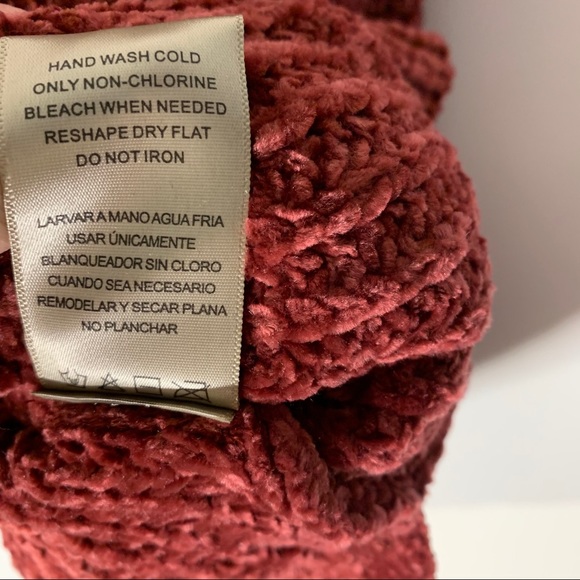 HAND WASH COLD
ONLY NON-CHLORINE
BLEACH WHEN NEEDED
RESHAPE DRY FLAT
DO NOT IRON
LARVAR A MANO AGUA FRIA
USAR ÚNICAMENTE
BLANQUEADOR SIN CLORO
CUANDO SEA NECESARIO
REMODELAR Y SECAR PLANA
NO PLANCHAR